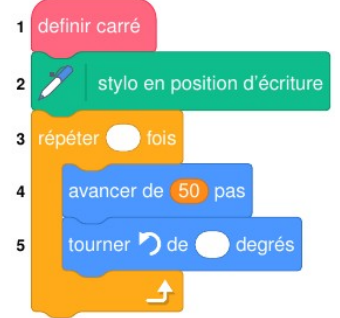 1 definir carré
2 stylo en position d'écriture
3 répéter fois
4 avancer de 50 pas
5 tourner de degrés